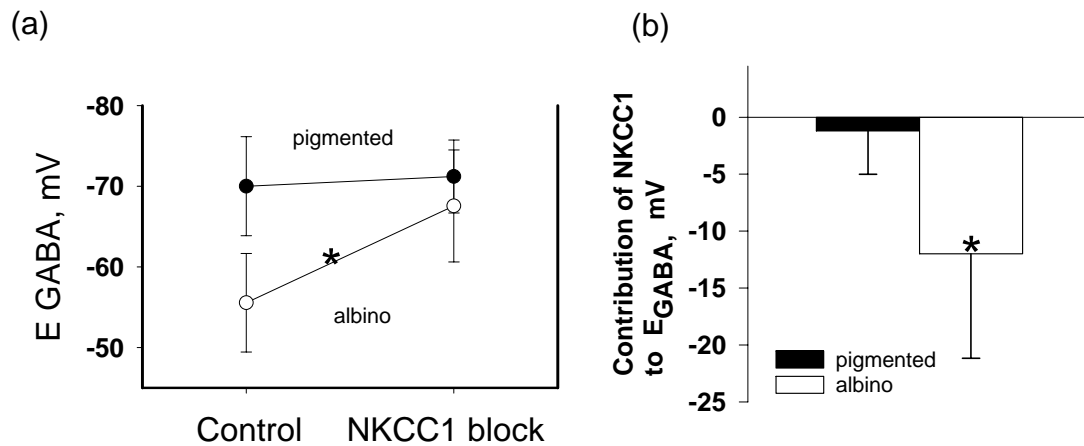 (a)
E GABA, mV
-80
-70
-60
-50
pigmented
*
albino
Control
NKCC1 block
(b)
Contribution of NKCC1
to EGABA, mV
0
-5
-10
-15
-20
-25
*
pigmented
albino